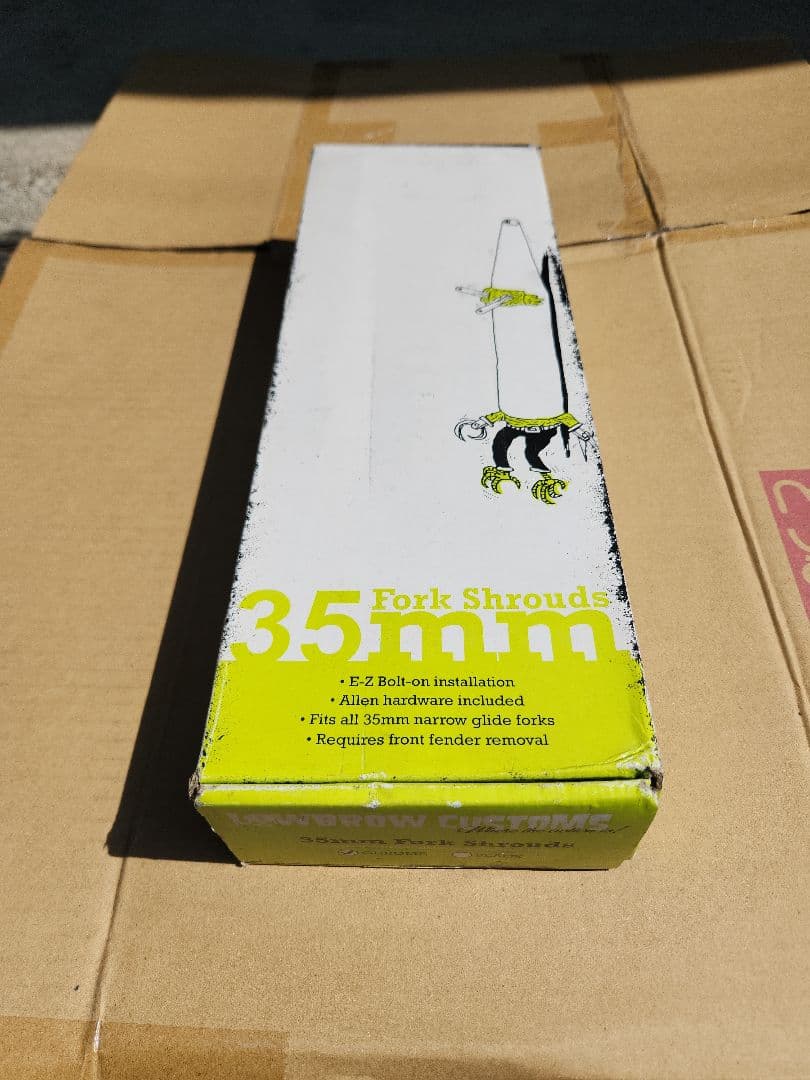 Fork Shrouds
35mm
• E-Z Bolt-on installation
• Allen hardware included
• Fits all 35mm narrow glide forks
• Requires front fender removal
LOWBROW CUSTOMS
35mm Fork Shrouds